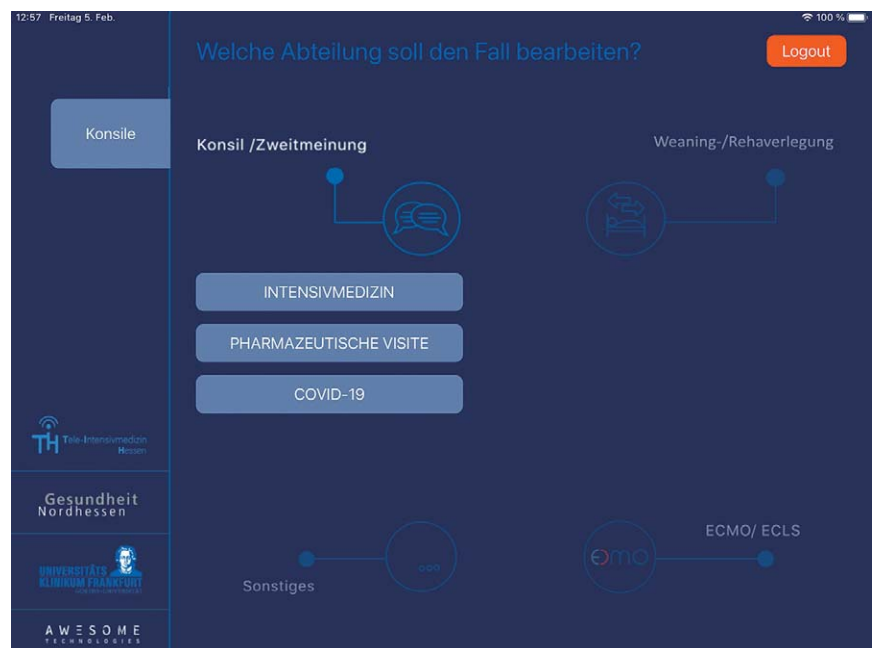 12:57 Freitag 5. Feb.
100 %
Welche Abteilung soll den Fall bearbeiten?
Logout
Konsile
Konsil /Zweitmeinung
Weaning-/Rehaverlegung
INTENSIVMEDIZIN
PHARMAZEUTISCHE VISITE
COVID-19
TH Tele-Intensivmedizin
Hessen
Gesundheit
Nordhessen
ECMO/ ECLS
Sonstiges
UNIVERSITÄTS
KLINIKUM FRANKFURT
AWESOME
TECHNOLOGIES